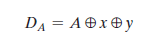 D_A = A ⊕ x ⊕ y